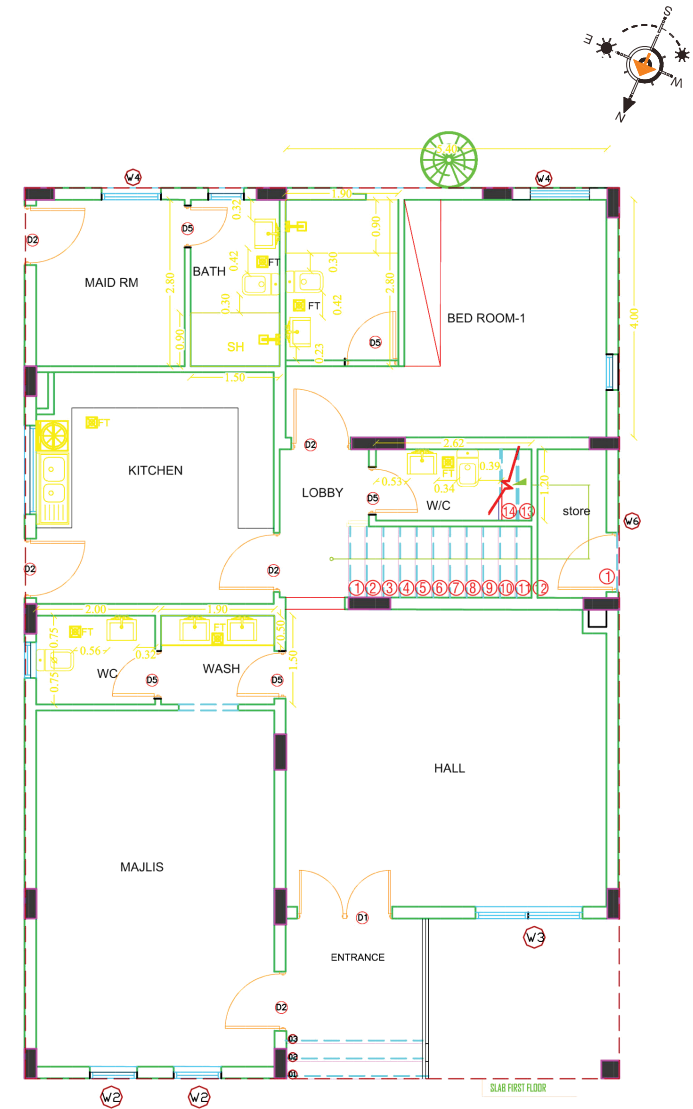 S
E
W
N
5.40
W4
W4
1.90
0.32
D2
D5
0.90
FT
0.42
BATH
0.30
MAID RM
2.80
2.80
0.30
0.42
FT
4.00
BED ROOM-1
0.90
SH
0.23
D5
1.50
FT
D2
2.62
KITCHEN
LOBBY
0.53
D5
FT
0.39
0.34
W/C
14
13
1.20
store
W6
D2
D2
1
2
3
4
5
6
7
8
9
10
11
12
1
2.00
1.90
0.75
FT
0.56
0.32
FT
1.50
WC
0.75
D5
WASH
D5
HALL
MAJLIS
D1
W3
ENTRANCE
D2
D3
D2
D1
SLAB FIRST FLOOR
W2
W2